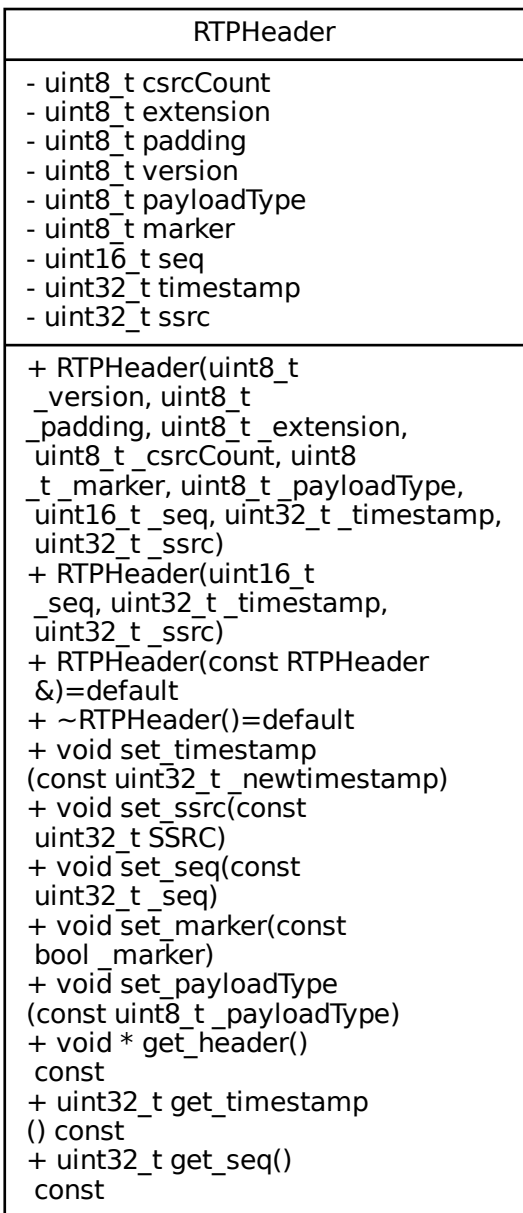 RTPHeader
- uint8_t csrcCount
- uint8_t extension
- uint8_t padding
- uint8_t version
- uint8_t payloadType
- uint8_t marker
- uint16_t seq
- uint32_t timestamp
- uint32_t ssrc
+ RTPHeader(uint8_t
_version, uint8_t
_padding, uint8_t _extension,
uint8_t _csrcCount, uint8
_t _marker, uint8_t _payloadType,
uint16_t _seq, uint32_t _timestamp,
uint32_t _ssrc)
+ RTPHeader(uint16_t
_seq, uint32_t _timestamp,
uint32_t _ssrc)
+ RTPHeader(const RTPHeader
&)=default
+ ~RTPHeader()=default
+ void set_timestamp
(const uint32_t _newtimestamp)
+ void set_ssrc(const
uint32_t SSRC)
+ void set_seq(const
uint32_t _seq)
+ void set_marker(const
bool _marker)
+ void set_payloadType
(const uint8_t _payloadType)
+ void * get_header()
const
+ uint32_t get_timestamp
() const
+ uint32_t get_seq()
const